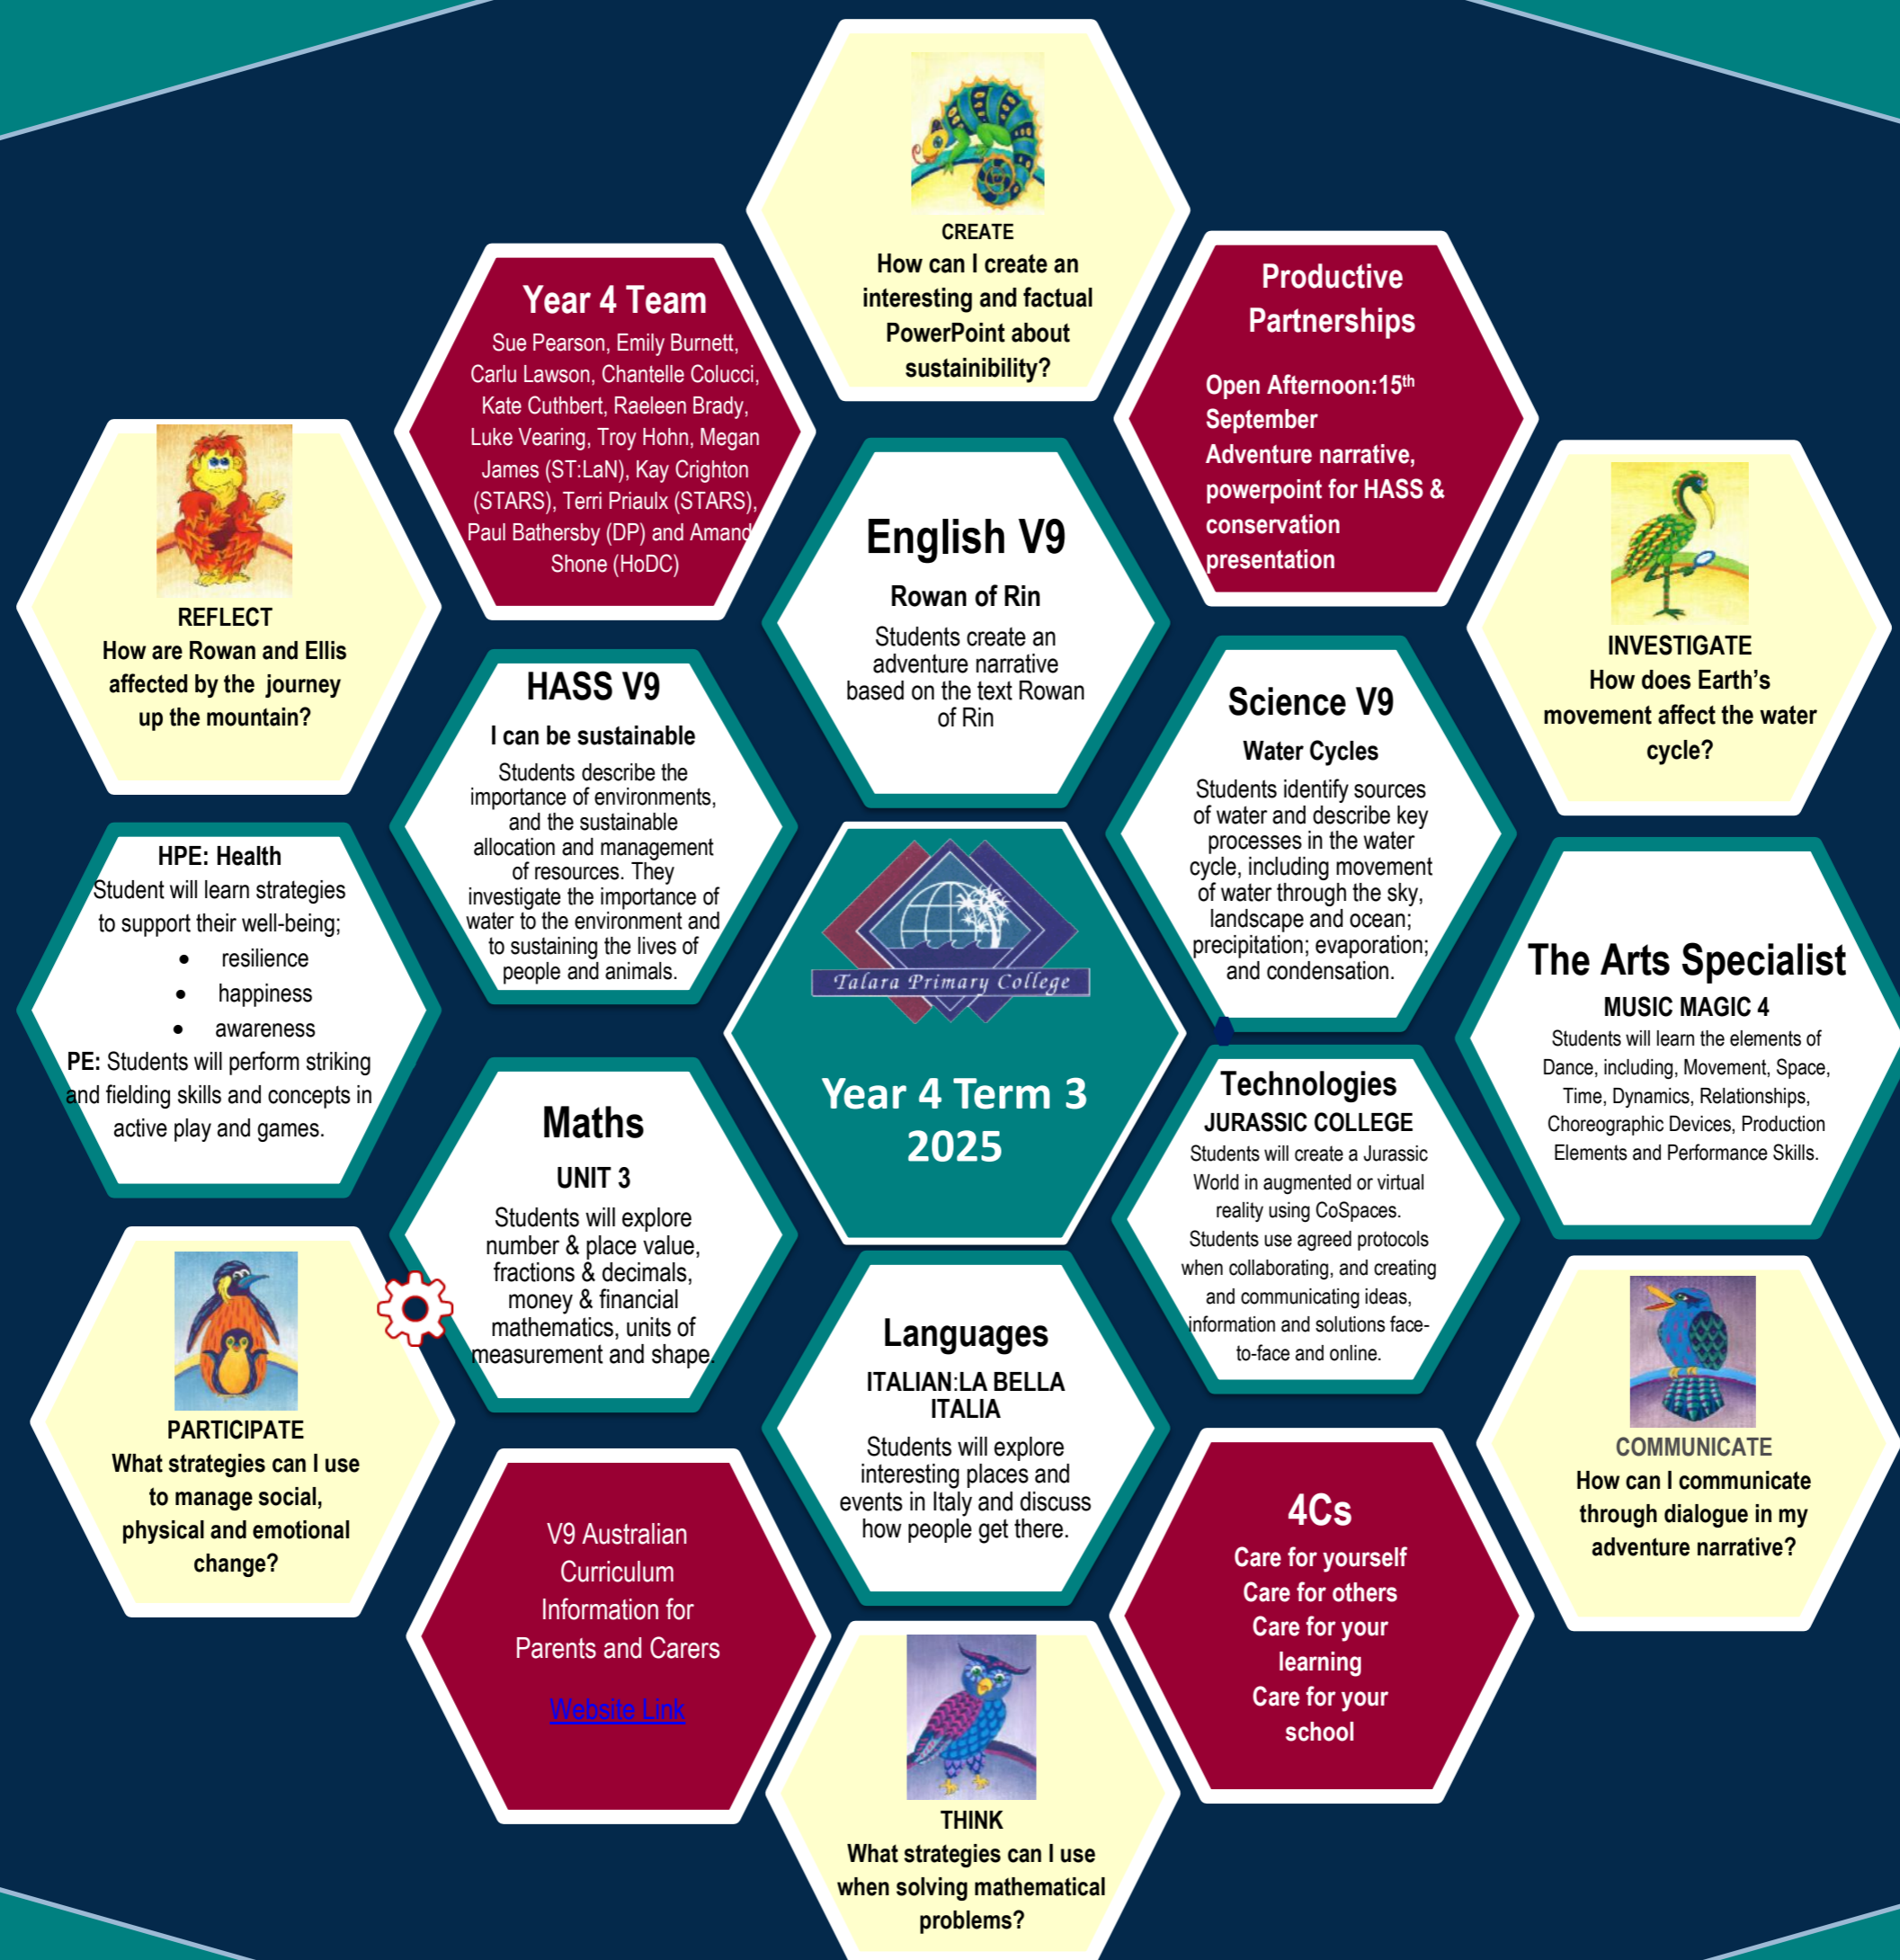 CREATE
How can I create an
interesting and factual
PowerPoint about
sustainibility?
Year 4 Team
Sue Pearson, Emily Burnett,
Carlu Lawson, Chantelle Colucci,
Kate Cuthbert, Raeleen Brady,
Luke Vearing, Troy Hohn, Megan
James (ST:LaN), Kay Crighton
(STARS), Terri Priaulx (STARS),
Paul Bathersby (DP) and Amand
Shone (HoDC)
Productive
Partnerships
Open Afternoon:15th
September
Adventure narrative,
powerpoint for HASS &
conservation
presentation
REFLECT
How are Rowan and Ellis
affected by the journey
up the mountain?
English V9
Rowan of Rin
Students create an
adventure narrative
based on the text Rowan
of Rin
INVESTIGATE
How does Earth's
movement affect the water
cycle?
HASS V9
I can be sustainable
Students describe the
importance of environments,
and the sustainable
allocation and management
of resources. They
investigate the importance of
water to the environment and
to sustaining the lives of
people and animals.
Science V9
Water Cycles
Students identify sources
of water and describe key
processes in the water
cycle, including movement
of water through the sky,
landscape and ocean;
precipitation; evaporation;
and condensation.
HPE: Health
Student will learn strategies
to support their well-being;
• resilience
• happiness
• awareness
PE: Students will perform striking
and fielding skills and concepts in
active play and games.
Talara Primary College
Year 4 Term 3
2025
The Arts Specialist
MUSIC MAGIC 4
Students will learn the elements of
Dance, including, Movement, Space,
Time, Dynamics, Relationships,
Choreographic Devices, Production
Elements and Performance Skills.
Maths
UNIT 3
Students will explore
number & place value,
fractions & decimals,
money & financial
mathematics, units of
measurement and shape.
Technologies
JURASSIC COLLEGE
Students will create a Jurassic
World in augmented or virtual
reality using CoSpaces.
Students use agreed protocols
when collaborating, and creating
and communicating ideas,
information and solutions face-
to-face and online.
PARTICIPATE
What strategies can I use
to manage social,
physical and emotional
change?
Languages
ITALIAN:LA BELLA
ITALIA
Students will explore
interesting places and
events in Italy and discuss
how people get there.
COMMUNICATE
How can I communicate
through dialogue in my
adventure narrative?
V9 Australian
Curriculum
Information for
Parents and Carers
Website Link
4Cs
Care for yourself
Care for others
Care for your
learning
Care for your
school
THINK
What strategies can I use
when solving mathematical
problems?